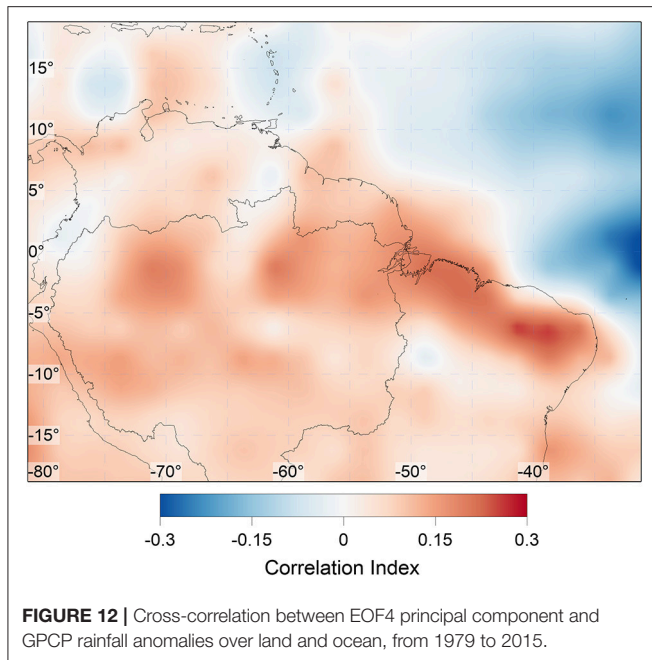 15°
10°
5°
0°
-5°
-10°
-15°
-80° -70° -60° -50° -40°
-0.3 -0.15 0 0.15 0.3
Correlation Index
FIGURE 12 | Cross-correlation between EOF4 principal component and
GPCP rainfall anomalies over land and ocean, from 1979 to 2015.